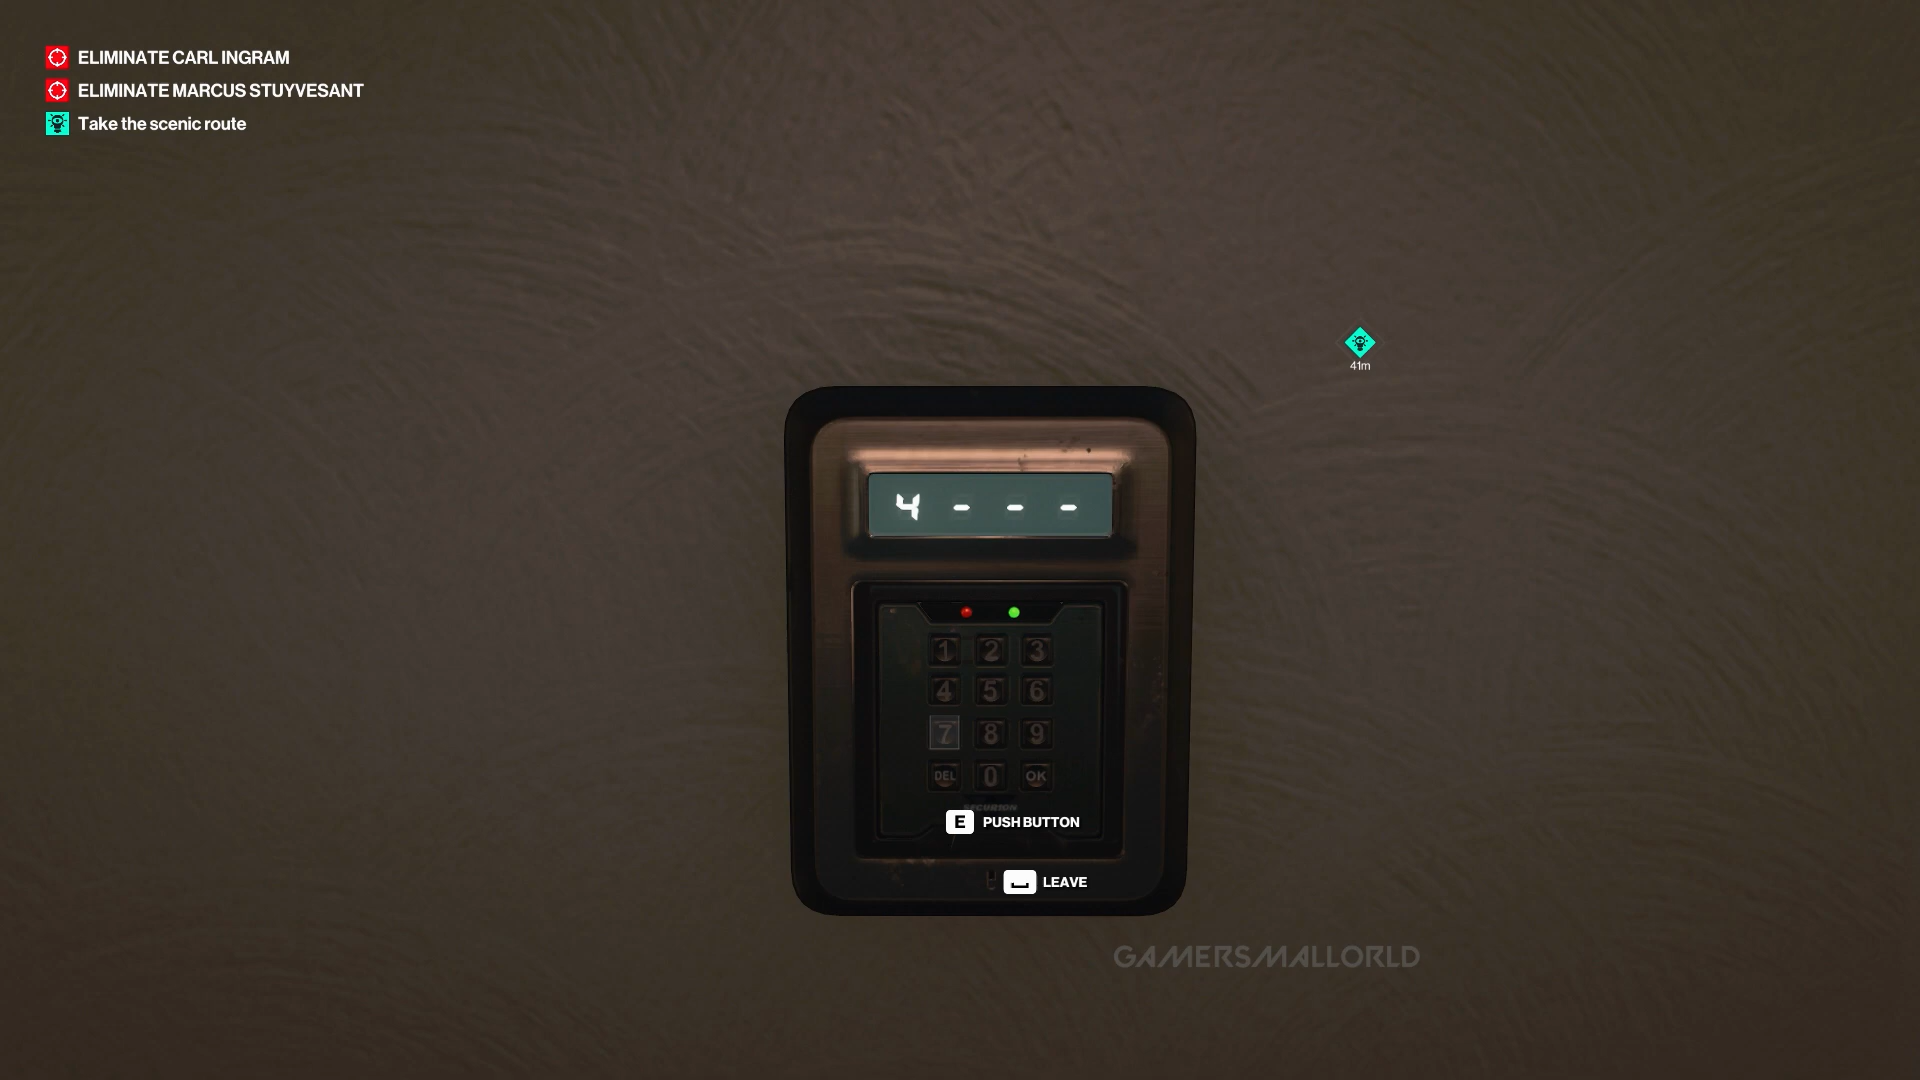 ELIMINATE CARL INGRAM
ELIMINATE MARCUS STUYVESANT
Take the scenic route
41m
4 - - -
1 2 3
4 5 6
7 8 9
DEL 0 OK
SECURION
E PUSH BUTTON
LEAVE
GAMERSMALLORLD